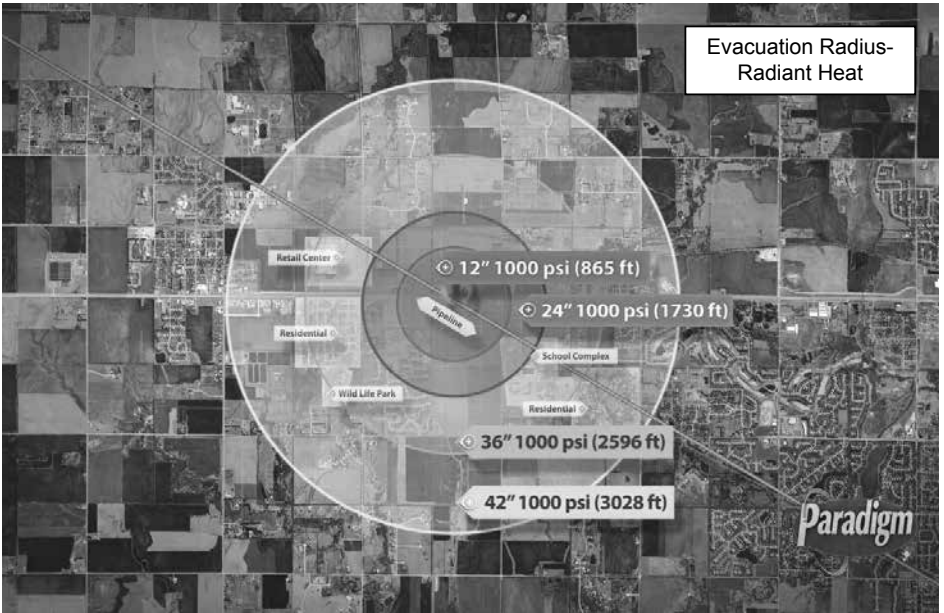 Evacuation Radius-
Radiant Heat
Retail Center
12" 1000 psi (865 ft)
24" 1000 psi (1730 ft)
Pipeline
Residential
School Complex
Wild Life Park
Residential
36" 1000 psi (2596 ft)
42" 1000 psi (3028 ft)
Paradigm